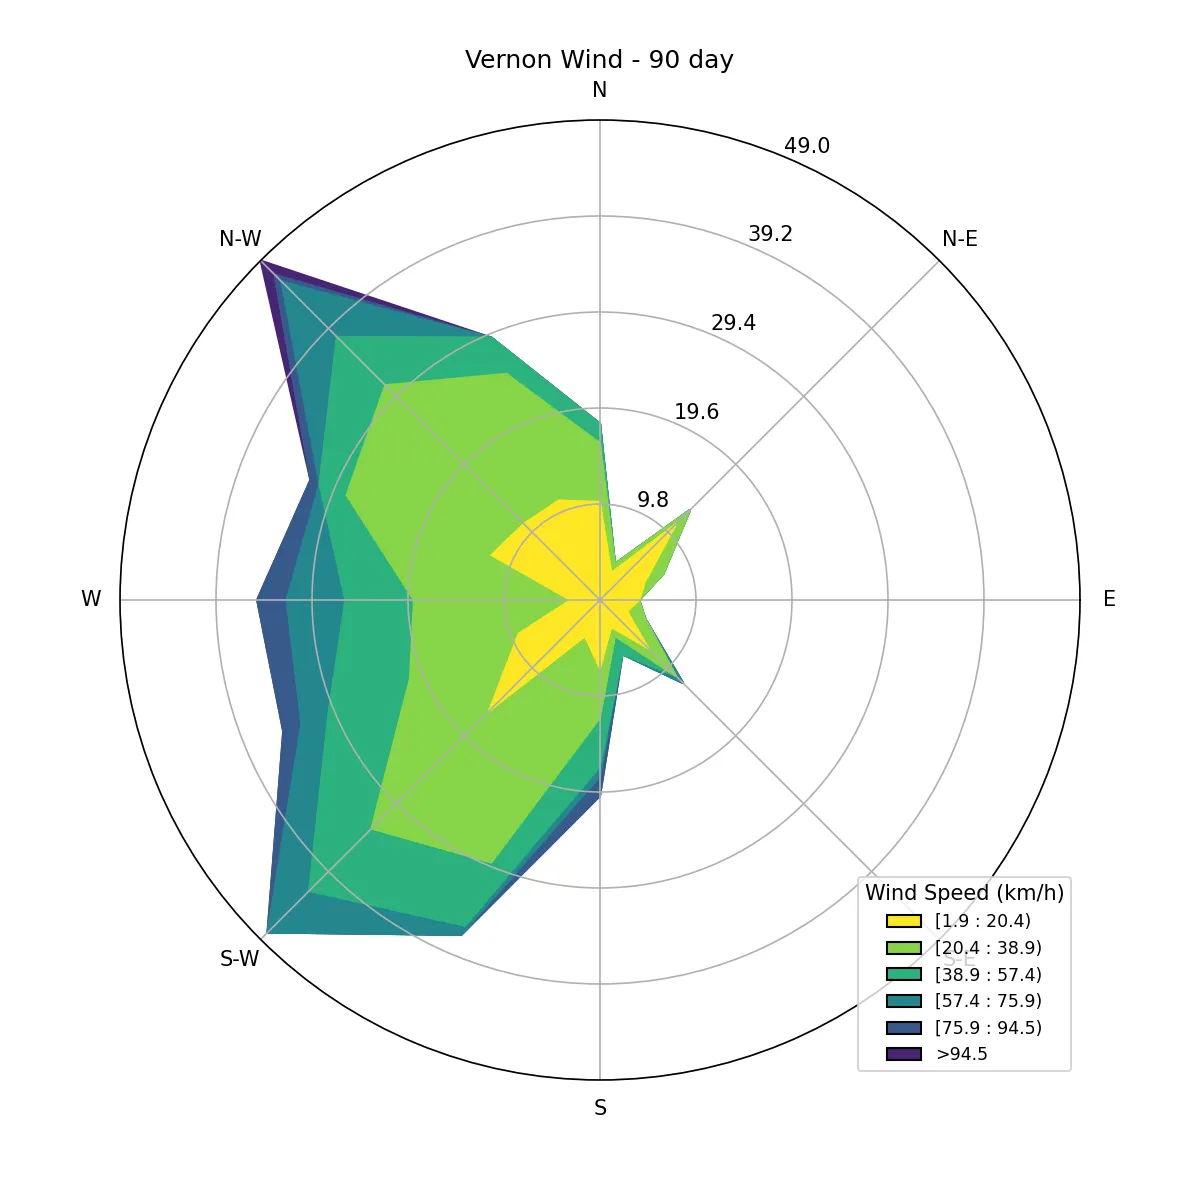 Vernon Wind - 90 day
N
49.0
39.2
N-W
N-E
29.4
19.6
9.8
W
E
S-W
S-E
S
Wind Speed (km/h)
[1.9 : 20.4)
[20.4 : 38.9)
[38.9 : 57.4)
[57.4 : 75.9)
[75.9 : 94.5)
>94.5